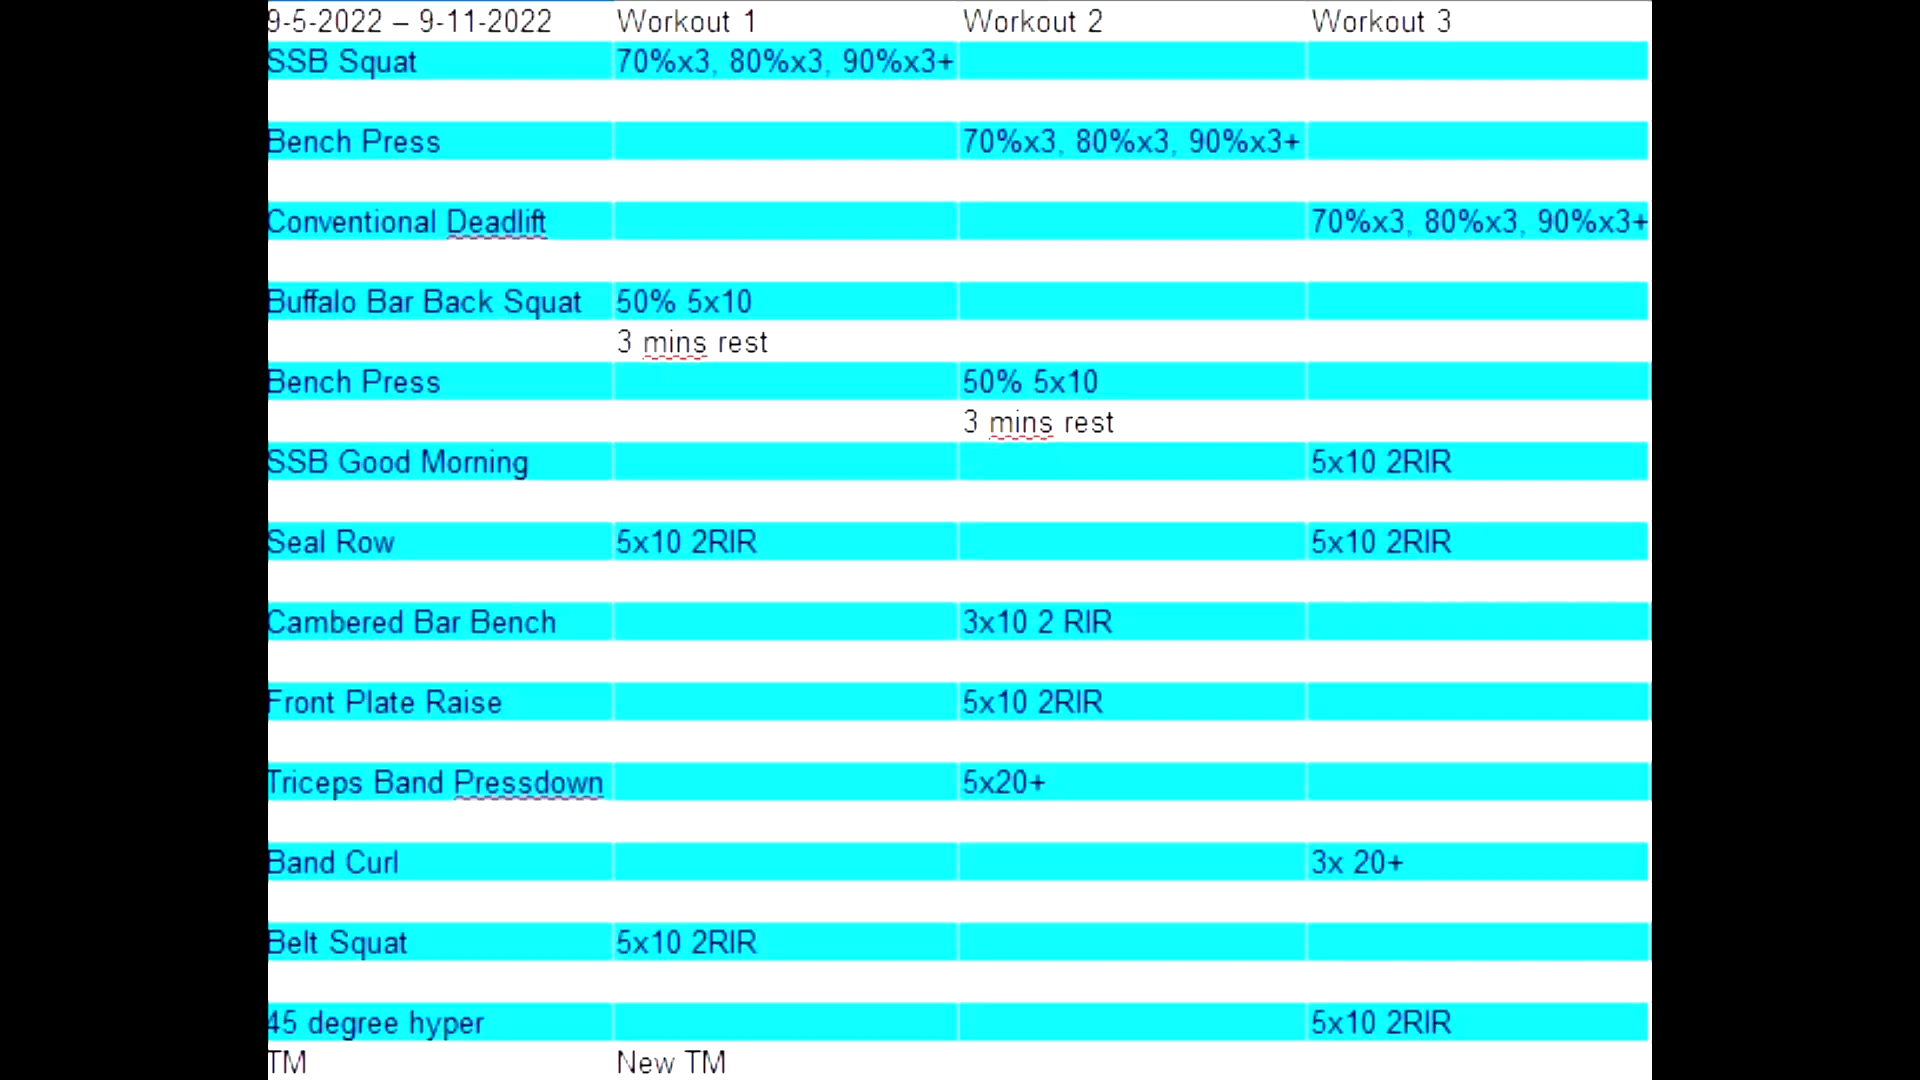 9-5-2022 – 9-11-2022 Workout 1 Workout 2 Workout 3
SSB Squat 70%x3, 80%x3, 90%x3+
Bench Press 70%x3, 80%x3, 90%x3+
Conventional Deadlift 70%x3, 80%x3, 90%x3+
Buffalo Bar Back Squat 50% 5x10
3 mins rest
Bench Press 50% 5x10
3 mins rest
SSB Good Morning 5x10 2RIR
Seal Row 5x10 2RIR 5x10 2RIR
Cambered Bar Bench 3x10 2 RIR
Front Plate Raise 5x10 2RIR
Triceps Band Pressdown 5x20+
Band Curl 3x 20+
Belt Squat 5x10 2RIR
45 degree hyper 5x10 2RIR
TM New TM